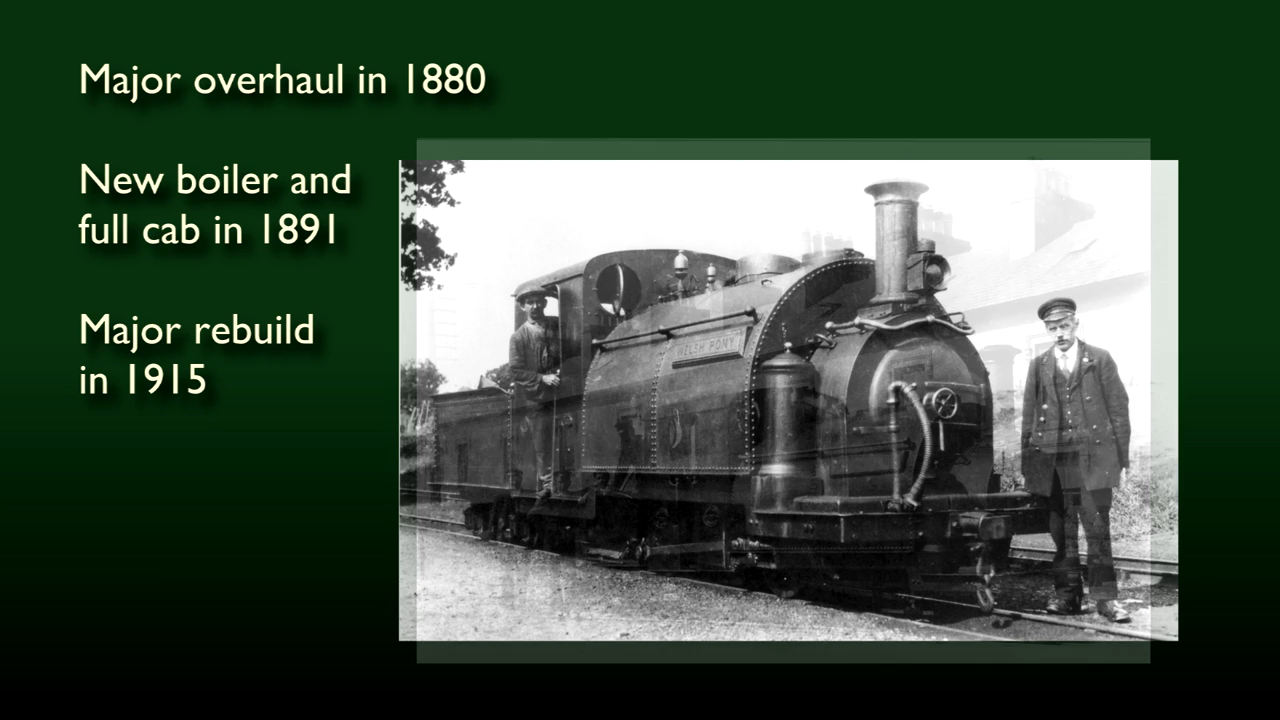 Major overhaul in 1880
New boiler and
full cab in 1891
Major rebuild
in 1915
WELSH PONY